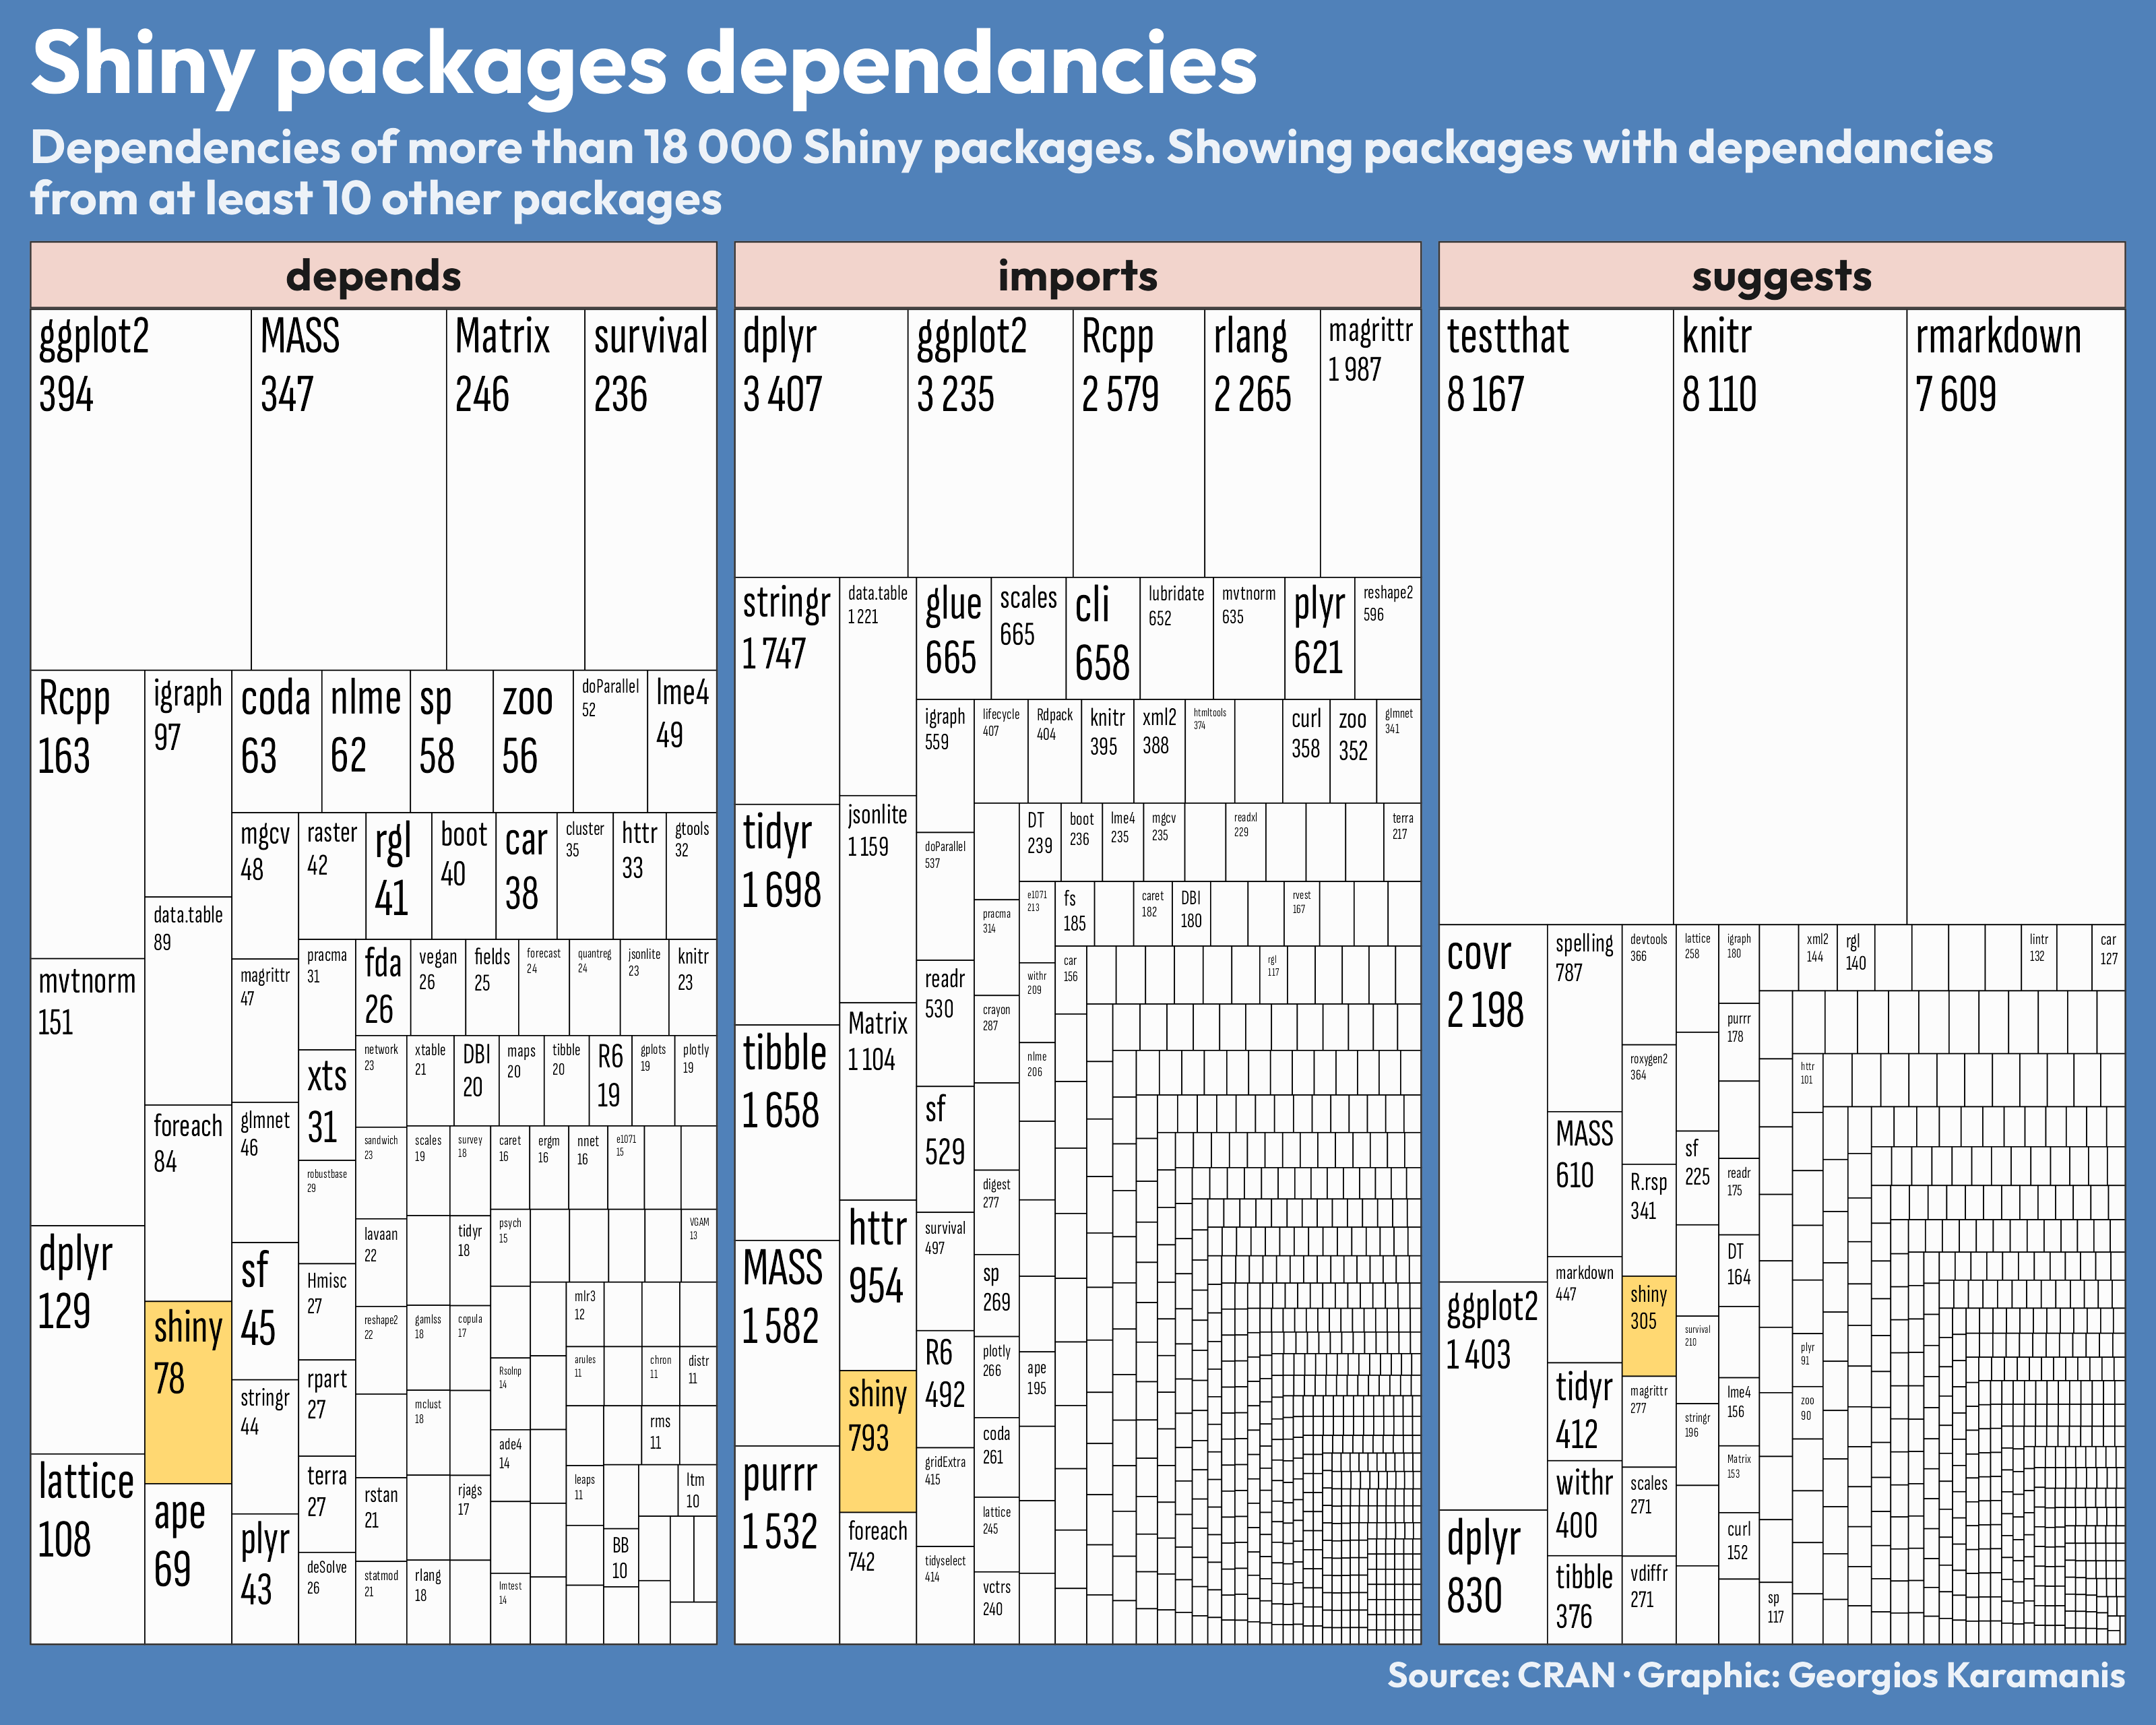 Shiny packages dependancies
Dependencies of more than 18 000 Shiny packages. Showing packages with dependancies
from at least 10 other packages
depends
ggplot2
394
MASS
347
Matrix
246
survival
236
Rcpp
163
mvtnorm
151
dplyr
129
lattice
108
igraph
97
data.table
89
foreach
84
shiny
78
ape
69
coda
63
nlme
62
sp
58
zoo
56
doParallel
52
lme4
49
mgcv
48
magrittr
47
glmnet
46
sf
45
stringr
44
plyr
43
raster
42
rgl
41
boot
40
car
38
cluster
35
httr
33
gtools
32
pracma
31
xts
31
robustbase
29
Hmisc
27
rpart
27
terra
27
deSolve
26
fda
26
vegan
26
fields
25
forecast
24
quantreg
24
jsonlite
23
knitr
23
network
23
sandwich
23
lavaan
22
reshape2
22
rstan
21
statmod
21
xtable
21
DBI
20
maps
20
tibble
20
R6
19
gplots
19
plotly
19
scales
19
gamlss
18
mclust
18
rlang
18
survey
18
tidyr
18
copula
17
rjags
17
caret
16
ergm
16
nnet
16
e1071
15
psych
15
Rsolnp
14
ade4
14
lmtest
14
VGAM
13
mlr3
12
arules
11
chron
11
distr
11
rms
11
leaps
11
BB
10
ltm
10
imports
dplyr
3 407
ggplot2
3 235
Rcpp
2 579
rlang
2 265
magrittr
1 987
stringr
1 747
tidyr
1 698
tibble
1 658
MASS
1 582
purrr
1 532
data.table
1 221
jsonlite
1 159
Matrix
1 104
httr
954
shiny
793
foreach
742
glue
665
scales
665
cli
658
lubridate
652
mvtnorm
635
plyr
621
reshape2
596
igraph
559
doParallel
537
readr
530
sf
529
survival
497
R6
492
gridExtra
415
tidyselect
414
lifecycle
407
Rdpack
404
knitr
395
xml2
388
htmltools
374
curl
358
zoo
352
glmnet
341
pracma
314
crayon
287
digest
277
sp
269
plotly
266
coda
261
lattice
245
vctrs
240
DT
239
boot
236
lme4
235
mgcv
235
readxl
229
terra
217
e1071
213
withr
209
nlme
206
ape
195
fs
185
caret
182
DBI
180
rvest
167
car
156
rgl
117
suggests
testthat
8 167
knitr
8 110
rmarkdown
7 609
covr
2 198
ggplot2
1 403
dplyr
830
spelling
787
MASS
610
markdown
447
tidyr
412
withr
400
tibble
376
devtools
366
roxygen2
364
R.rsp
341
shiny
305
magrittr
277
scales
271
vdiffr
271
lattice
258
sf
225
survival
210
stringr
196
igraph
180
purrr
178
readr
175
DT
164
lme4
156
Matrix
153
curl
152
xml2
144
rgl
140
lintr
132
car
127
sp
117
httr
101
plyr
91
zoo
90
Source: CRAN · Graphic: Georgios Karamanis